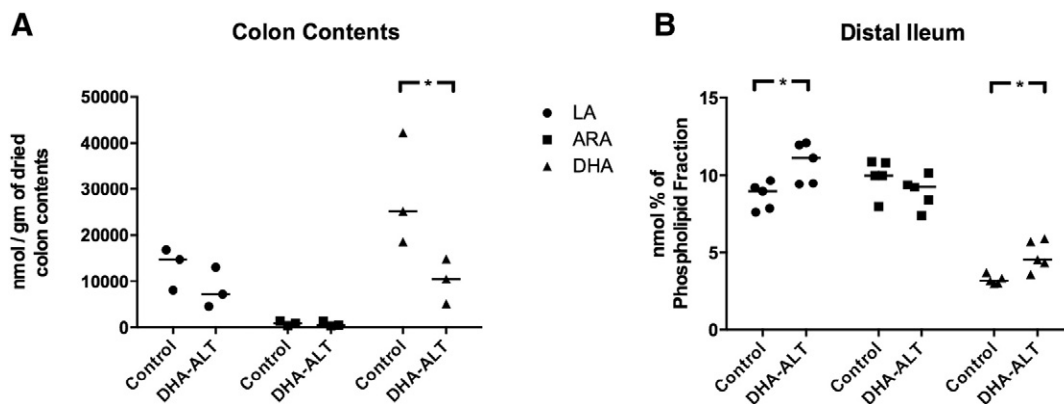 A
Colon Contents
nmol / gm of dried
colon contents
50000
40000
30000
20000
10000
0
*
Control
DHA-ALT
Control
DHA-ALT
Control
DHA-ALT
LA
ARA
DHA
B
Distal Ileum
nmol % of
Phospholipid Fraction
15
10
5
0
*
*
Control
DHA-ALT
Control
DHA-ALT
Control
DHA-ALT